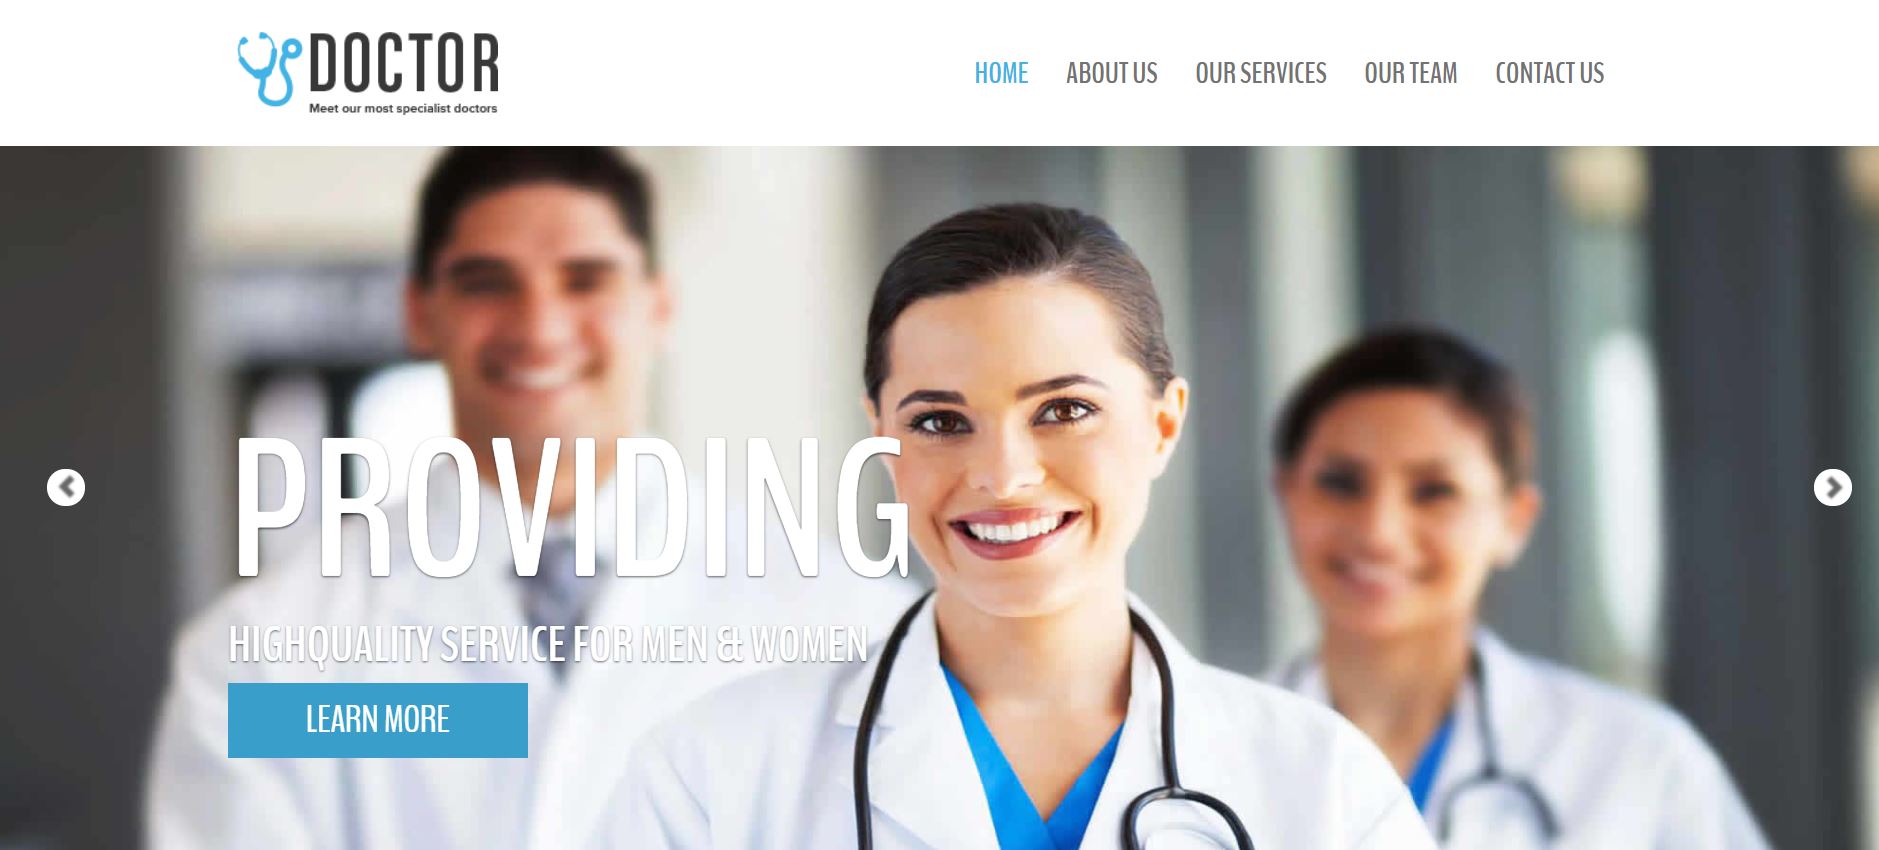 DOCTOR
Meet our most specialist doctors
HOME ABOUT US OUR SERVICES OUR TEAM CONTACT US
PROVIDING
HIGHQUALITY SERVICE FOR MEN & WOMEN
LEARN MORE